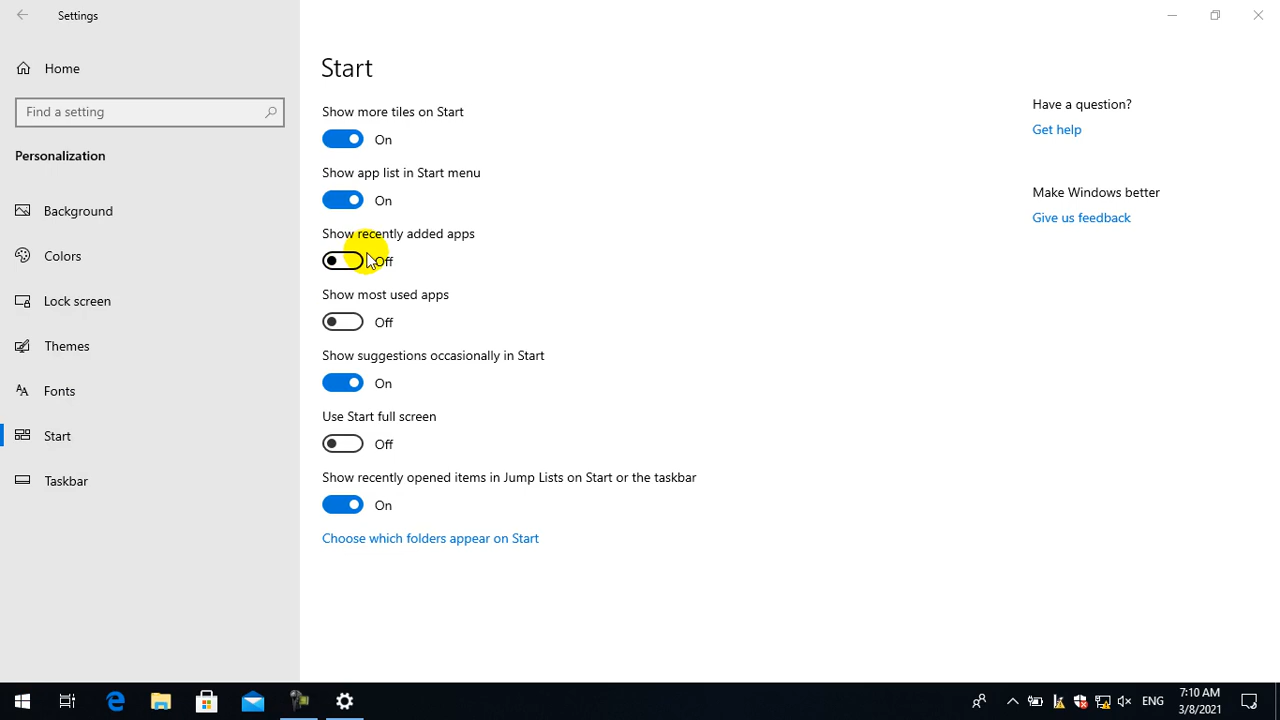 Settings
Home
Find a setting
Personalization
Background
Colors
Lock screen
Themes
Fonts
Start
Taskbar
Start
Show more tiles on Start
On
Show app list in Start menu
On
Show recently added apps
Off
Show most used apps
Off
Show suggestions occasionally in Start
On
Use Start full screen
Off
Show recently opened items in Jump Lists on Start or the taskbar
On
Choose which folders appear on Start
Have a question?
Get help
Make Windows better
Give us feedback
ENG
7:10 AM
3/8/2021